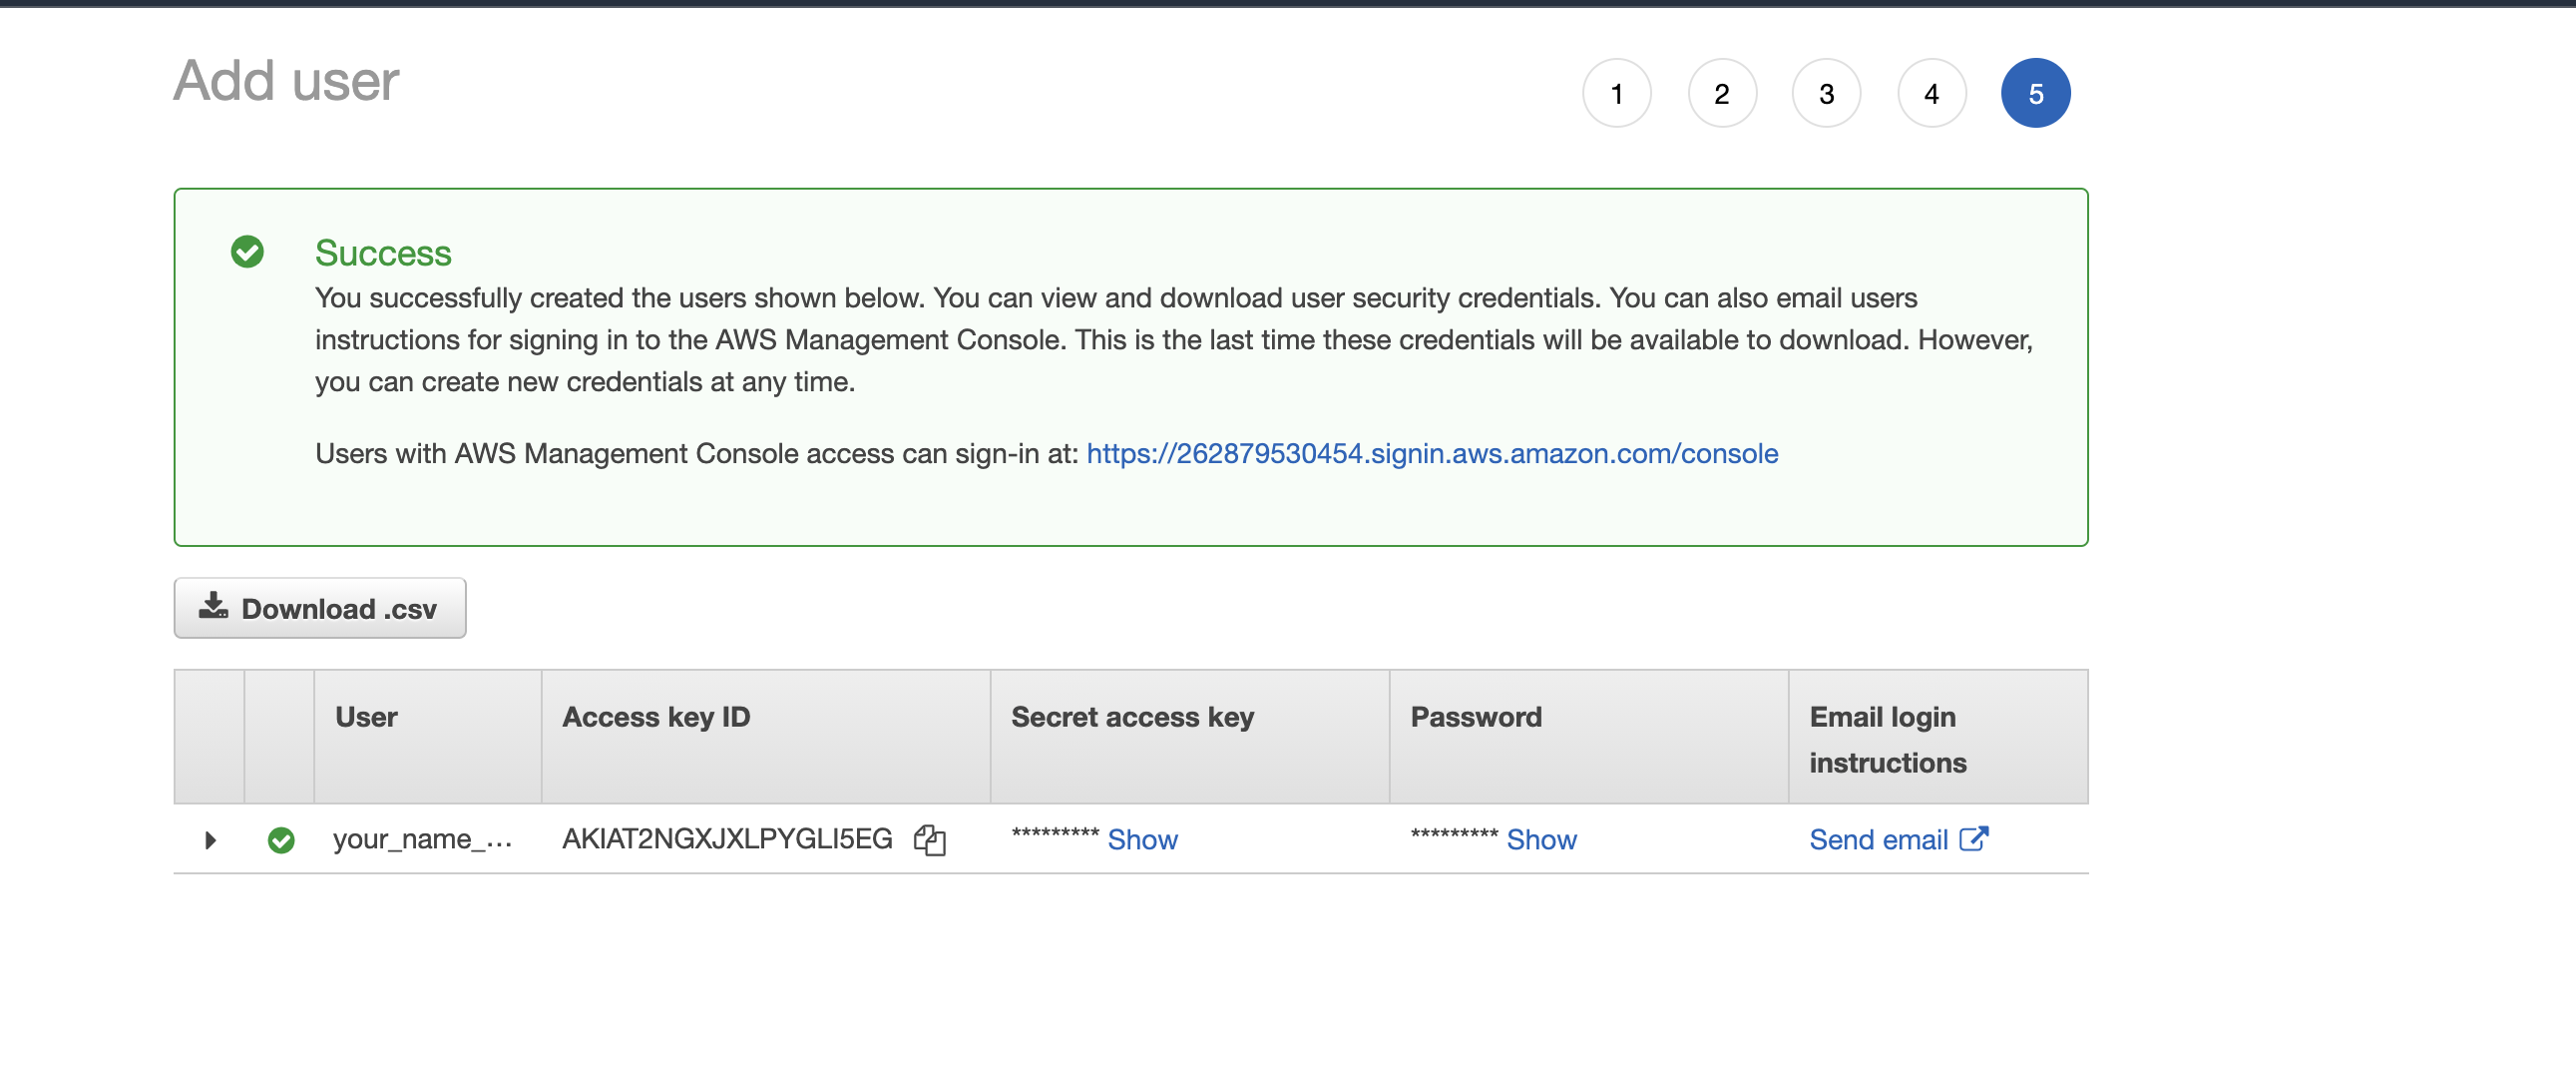 Add user
1 2 3 4 5
Success
You successfully created the users shown below. You can view and download user security credentials. You can also email users
instructions for signing in to the AWS Management Console. This is the last time these credentials will be available to download. However,
you can create new credentials at any time.
Users with AWS Management Console access can sign-in at: https://262879530454.signin.aws.amazon.com/console
Download .csv
User Access key ID Secret access key Password Email login
instructions
your_name_... AKIAT2NGXJXLPYGLI5EG ********* Show ********* Show Send email